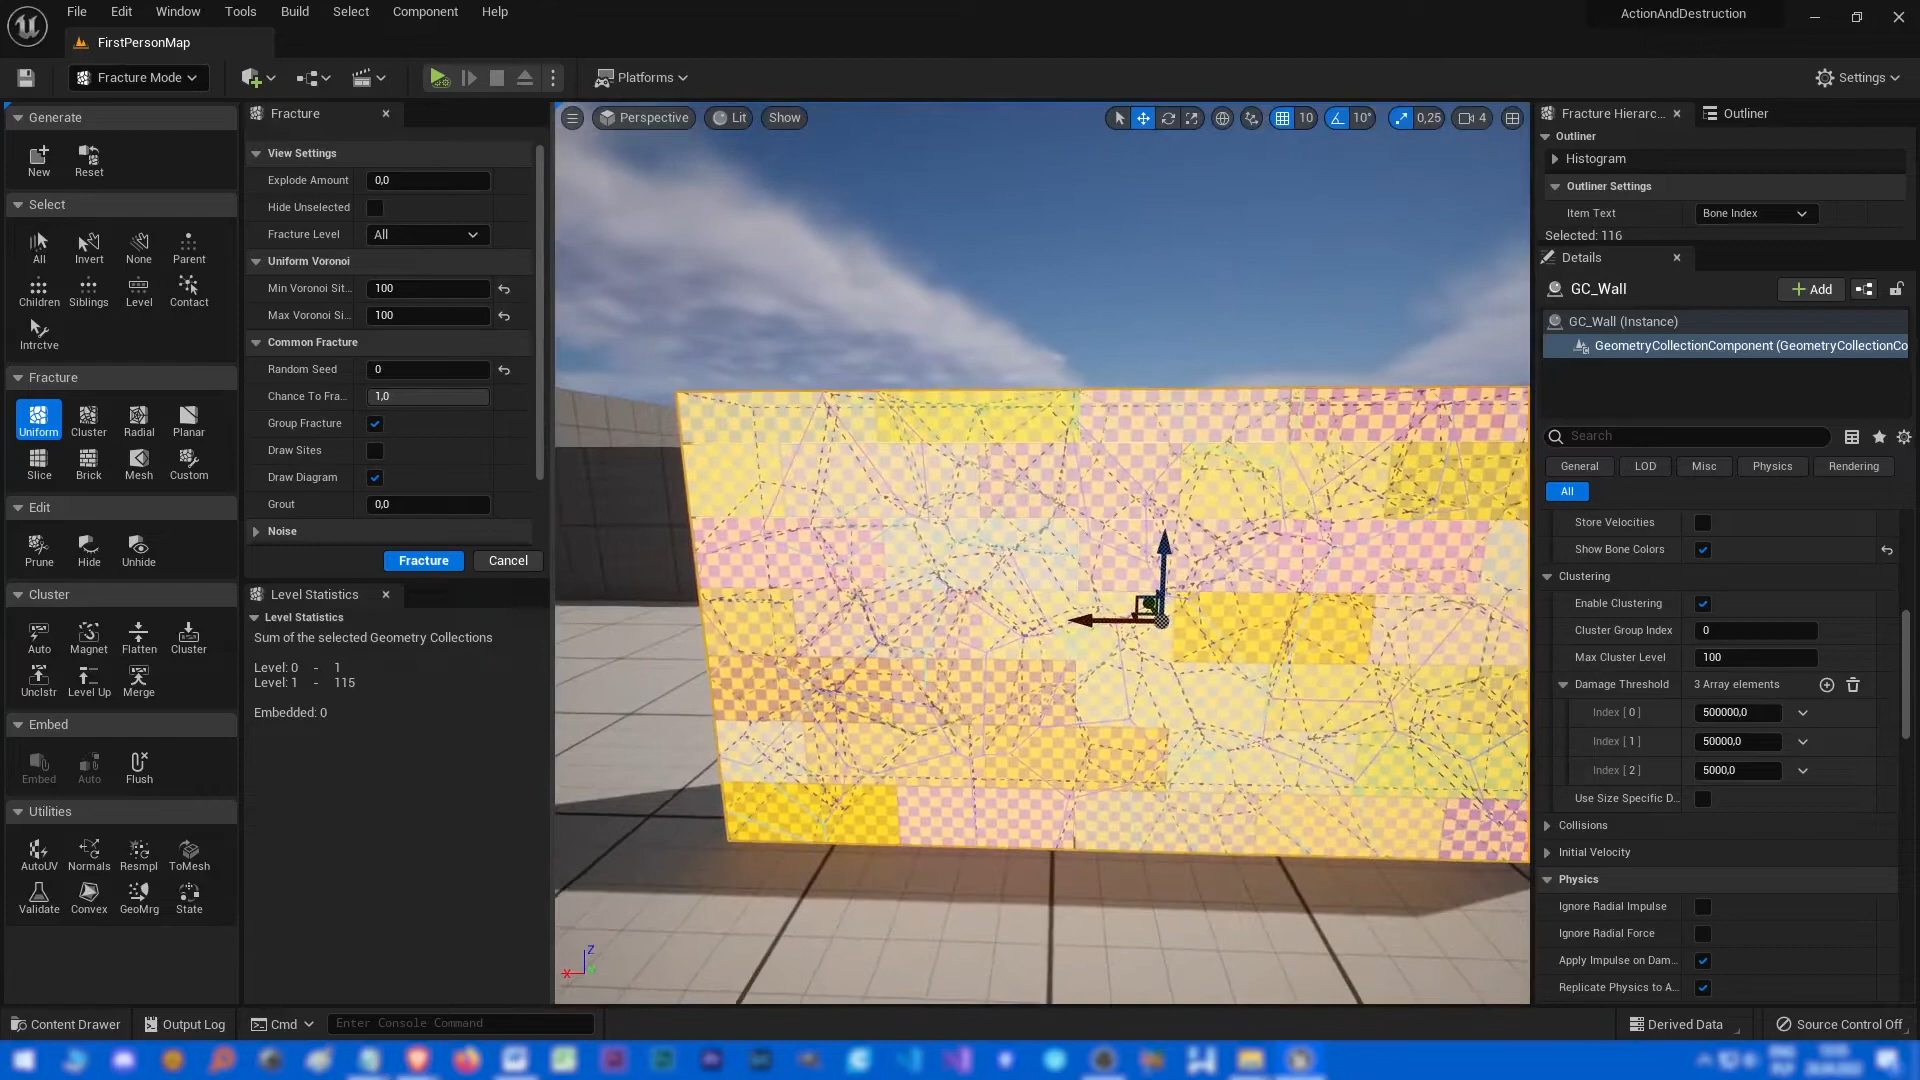 File Edit Window Tools Build Select Component Help
ActionAndDestruction
FirstPersonMap
Fracture Mode
Platforms
Settings
Generate
New Reset
Select
All Invert None Parent
Children Siblings Level Contact
Intrctve
Fracture
Uniform Cluster Radial Planar
Slice Brick Mesh Custom
Edit
Prune Hide Unhide
Cluster
Auto Magnet Flatten Cluster
Unclstr Level Up Merge
Embed
Embed Auto Flush
Utilities
AutoUV Normals Resmpl ToMesh
Validate Convex GeoMrg State
Fracture
View Settings
Explode Amount 0,0
Hide Unselected
Fracture Level All
Uniform Voronoi
Min Voronoi Sit... 100
Max Voronoi Si... 100
Common Fracture
Random Seed 0
Chance To Fra... 1,0
Group Fracture
Draw Sites
Draw Diagram
Grout 0,0
Noise
Fracture Cancel
Level Statistics
Level Statistics
Sum of the selected Geometry Collections
Level: 0 - 1
Level: 1 - 115
Embedded: 0
Perspective Lit Show
10 10° 0,25 4
Z
X
Fracture Hierarc... Outliner
Outliner
Histogram
Outliner Settings
Item Text Bone Index
Selected: 116
Details
GC_Wall Add
GC_Wall (Instance)
GeometryCollectionComponent (GeometryCollectionCo
Search
General LOD Misc Physics Rendering
All
Store Velocities
Show Bone Colors
Clustering
Enable Clustering
Cluster Group Index 0
Max Cluster Level 100
Damage Threshold 3 Array elements
Index [ 0 ] 500000,0
Index [ 1 ] 50000,0
Index [ 2 ] 5000,0
Use Size Specific D...
Collisions
Initial Velocity
Physics
Ignore Radial Impulse
Ignore Radial Force
Apply Impulse on Dam...
Replicate Physics to A...
Content Drawer Output Log Cmd Enter Console Command
Derived Data Source Control Off